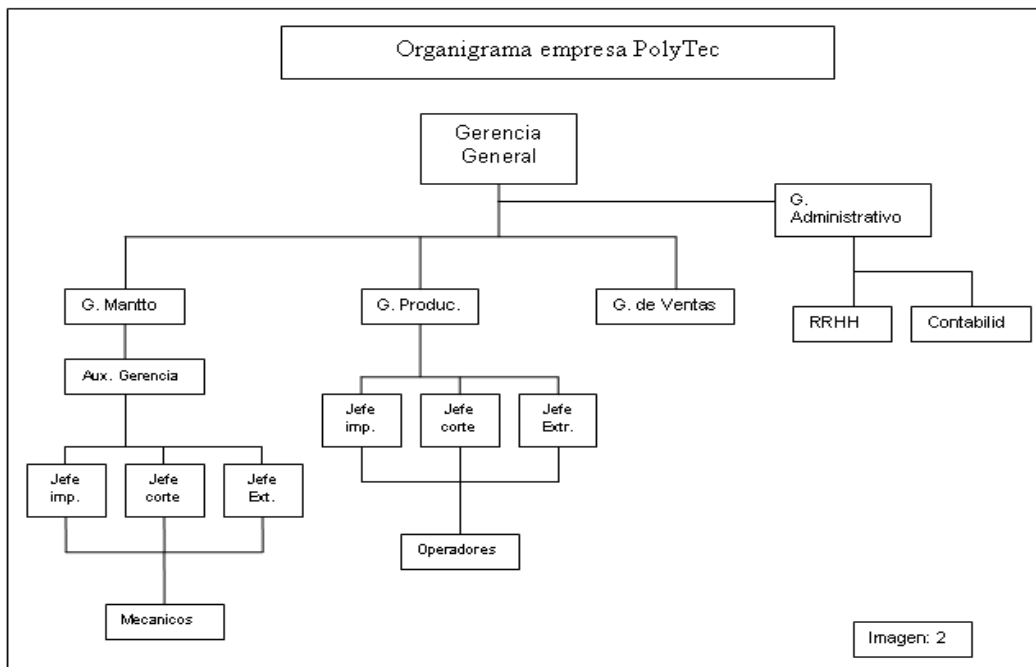 Organigrama empresa PolyTec
Gerencia
General
G.
Administrativo
G. Mantto
G. Produc.
G. de Ventas
RRHH
Contabilid
Aux. Gerencia
Jefe
imp.
Jefe
corte
Jefe
Extr.
Jefe
imp.
Jefe
corte
Jefe
Ext.
Operadores
Mecanicos
Imagen: 2